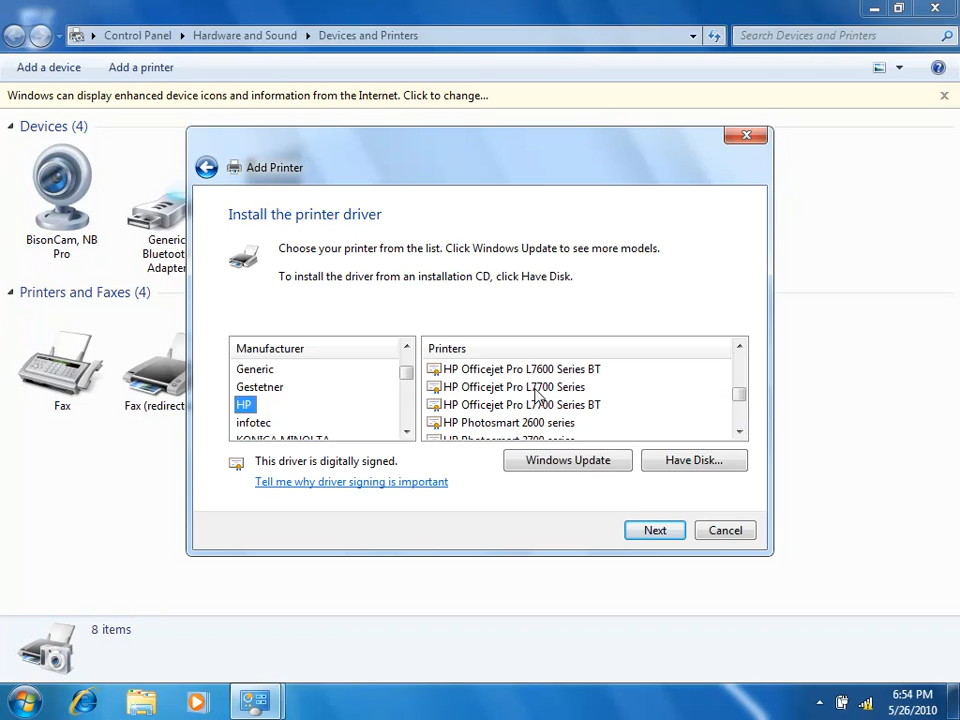 Control Panel Hardware and Sound Devices and Printers
Search Devices and Printers
Add a device Add a printer
Windows can display enhanced device icons and information from the Internet. Click to change...
Devices (4)
BisonCam, NB Pro
Generic Bluetooth Adapter
Printers and Faxes (4)
Fax
Fax (redirect
Add Printer
Install the printer driver
Choose your printer from the list. Click Windows Update to see more models.
To install the driver from an installation CD, click Have Disk.
Manufacturer
Generic
Gestetner
HP
infotec
KONICA MINOLTA
Printers
HP Officejet Pro L7600 Series BT
HP Officejet Pro L7700 Series
HP Officejet Pro L7700 Series BT
HP Photosmart 2600 series
HP Photosmart 2700 series
This driver is digitally signed.
Tell me why driver signing is important
Windows Update
Have Disk...
Next
Cancel
8 items
6:54 PM
5/26/2010